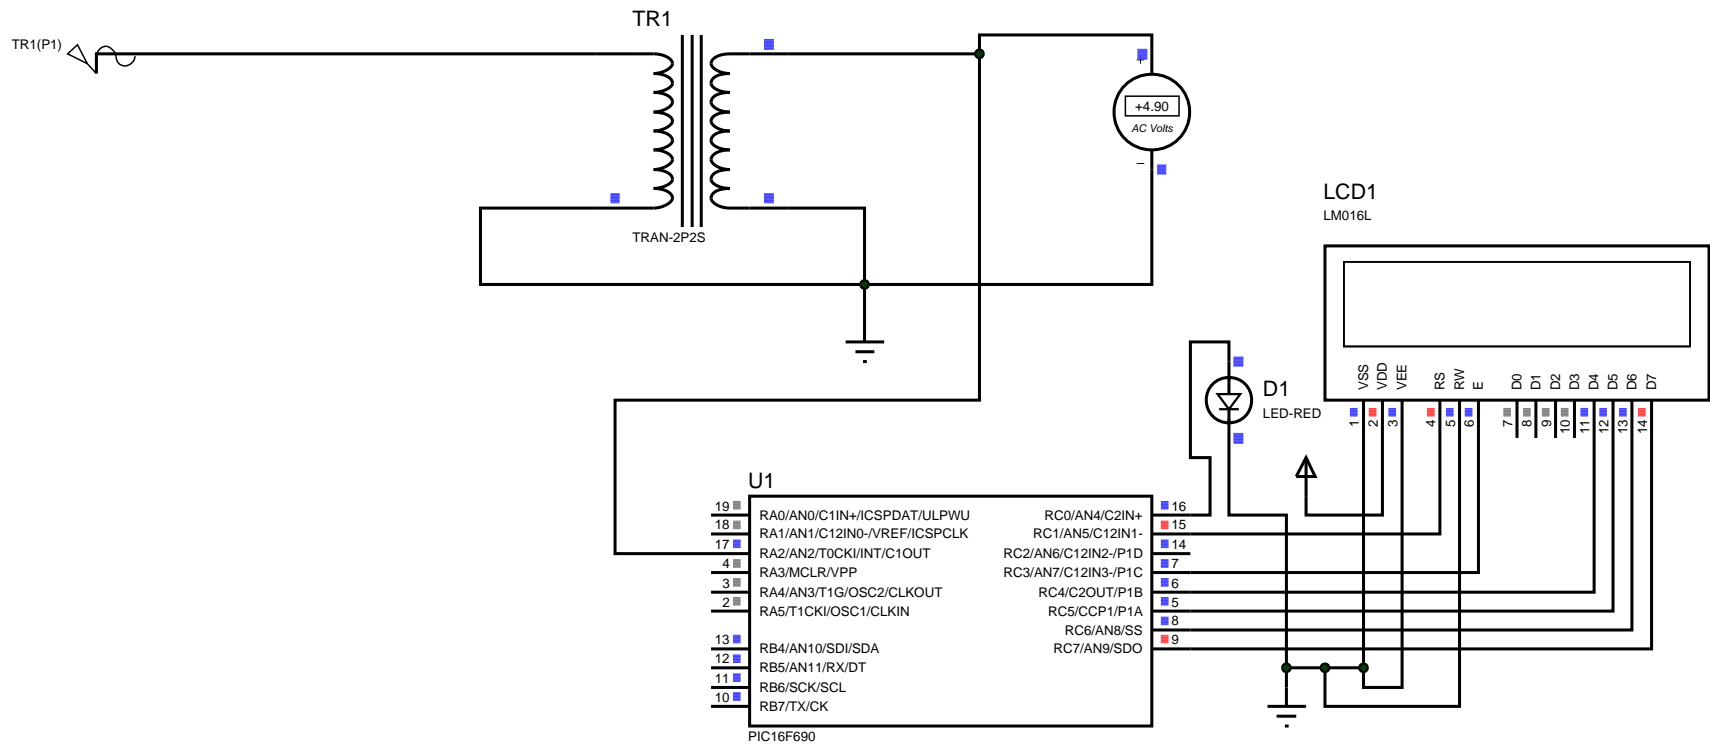 TR1
TR1(P1)
+
+4.90
AC Volts
–
TRAN-2P2S
LCD1
LM016L
VSS
VDD
VEE
RS
RW
E
D0
D1
D2
D3
D4
D5
D6
D7
1
2
3
4
5
6
7
8
9
10
11
12
13
14
D1
LED-RED
U1
19 RA0/AN0/C1IN+/ICSPDAT/ULPWU RC0/AN4/C2IN+ 16
18 RA1/AN1/C12IN0-/VREF/ICSPCLK RC1/AN5/C12IN1- 15
17 RA2/AN2/T0CKI/INT/C1OUT RC2/AN6/C12IN2-/P1D 14
4 RA3/MCLR/VPP RC3/AN7/C12IN3-/P1C 7
3 RA4/AN3/T1G/OSC2/CLKOUT RC4/C2OUT/P1B 6
2 RA5/T1CKI/OSC1/CLKIN RC5/CCP1/P1A 5
RC6/AN8/SS 8
13 RB4/AN10/SDI/SDA RC7/AN9/SDO 9
12 RB5/AN11/RX/DT
11 RB6/SCK/SCL
10 RB7/TX/CK
PIC16F690